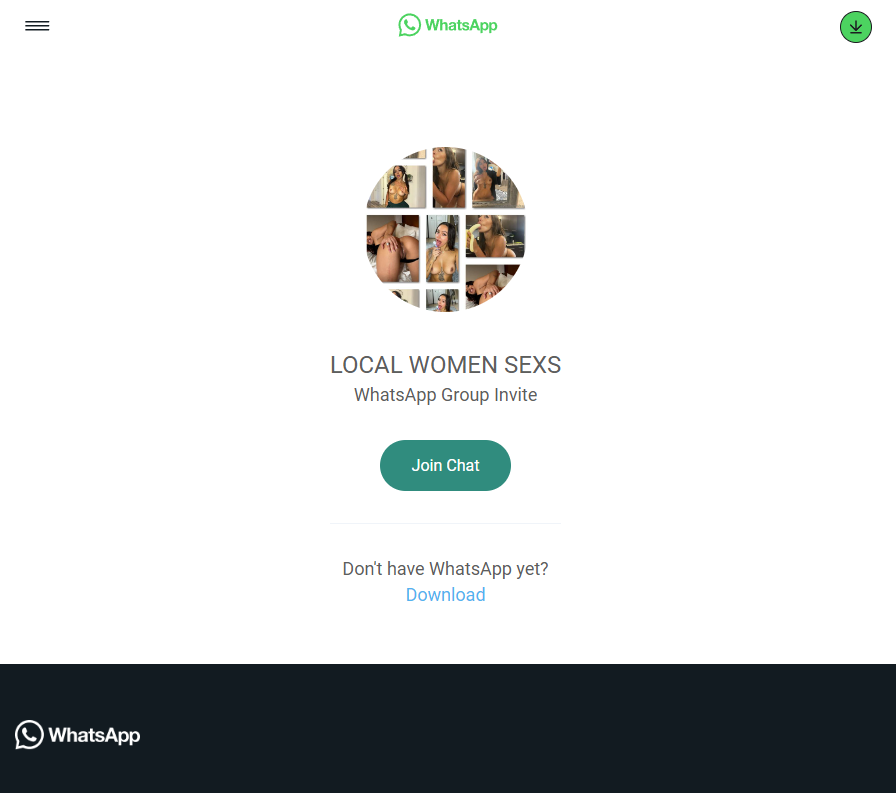 WhatsApp
LOCAL WOMEN SEXS
WhatsApp Group Invite
Join Chat
Don't have WhatsApp yet?
Download
WhatsApp